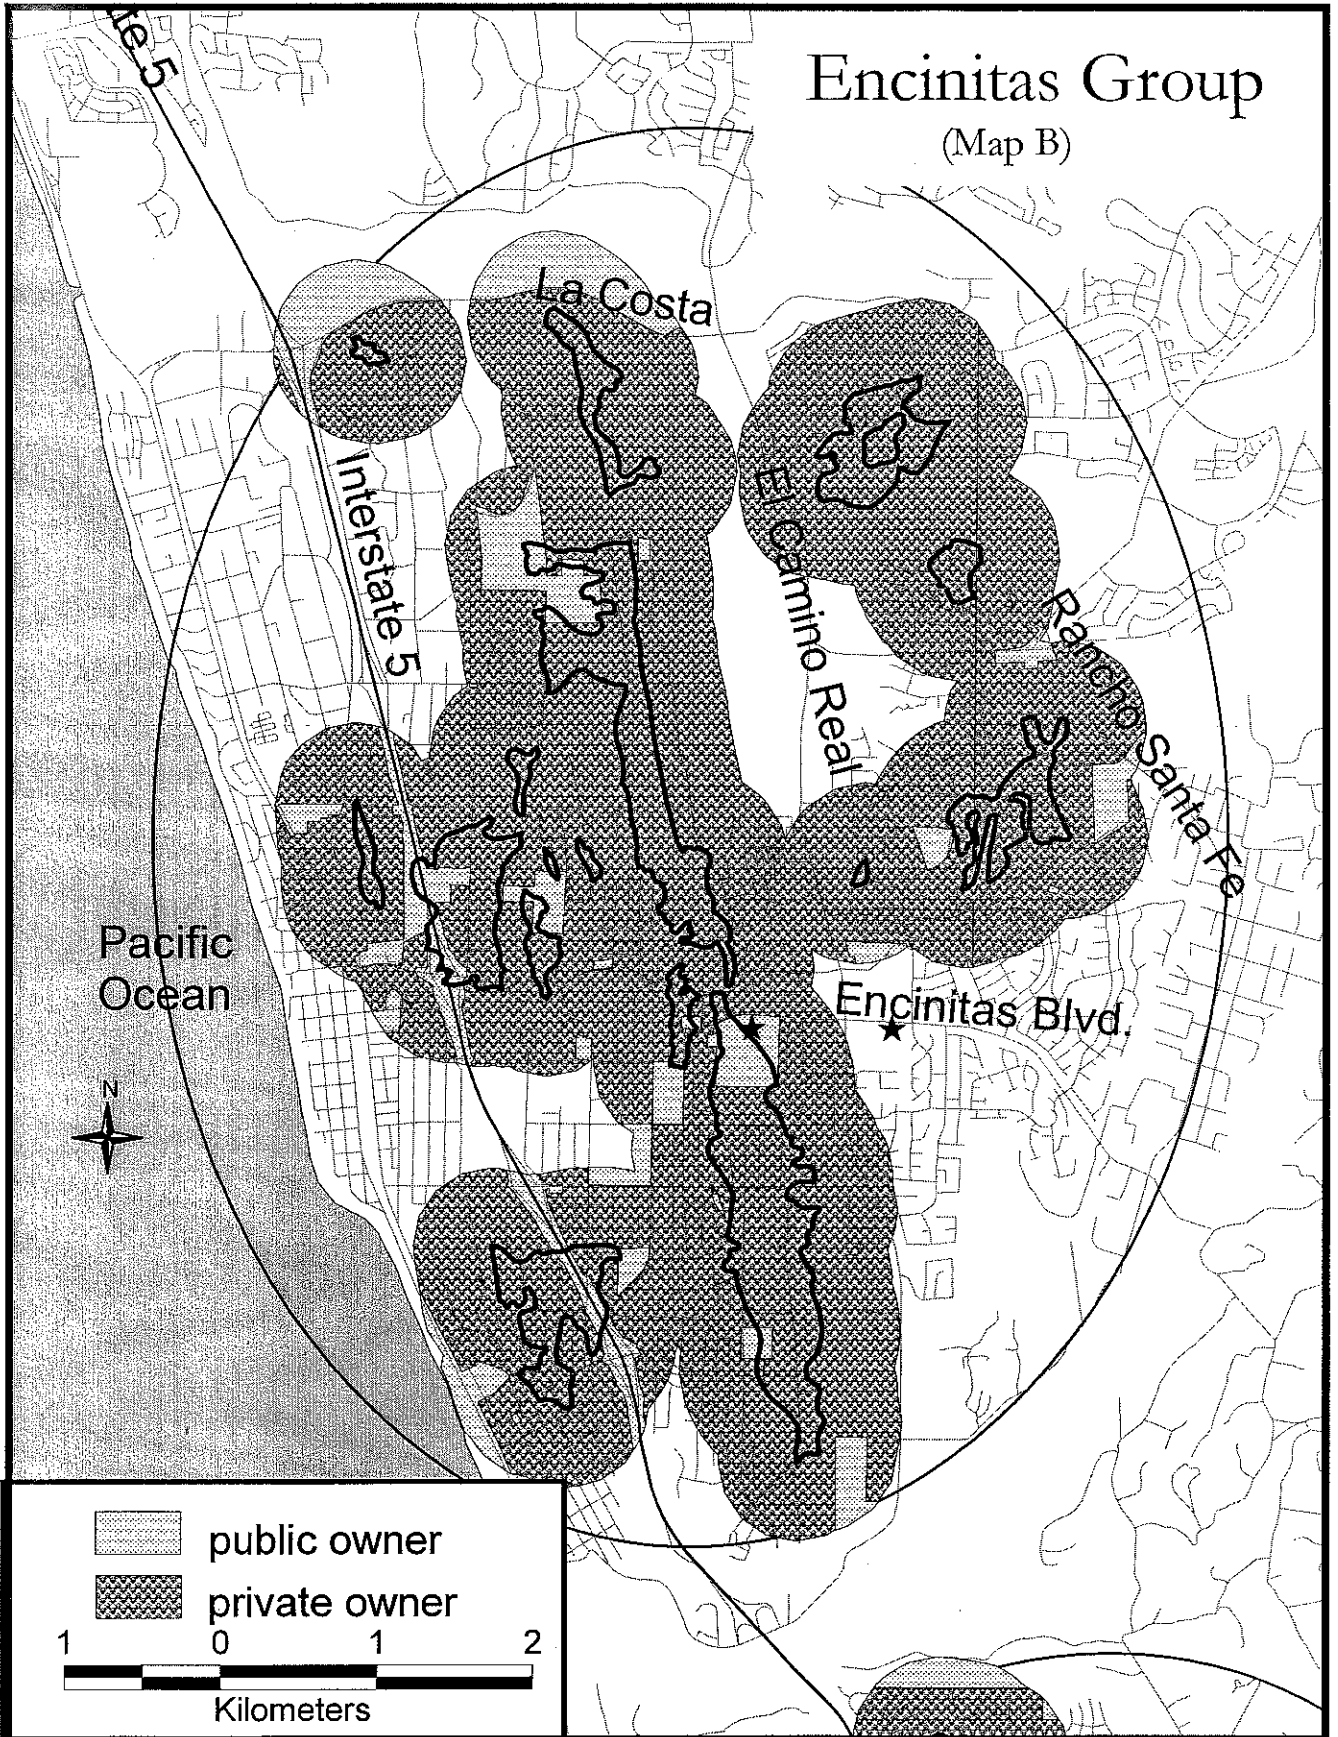 te 5
Encinitas Group
(Map B)
La Costa
Interstate 5
El Camino Real
Rancho Santa Fe
Pacific
Ocean
Encinitas Blvd.
N
public owner
private owner
1 0 1 2
Kilometers